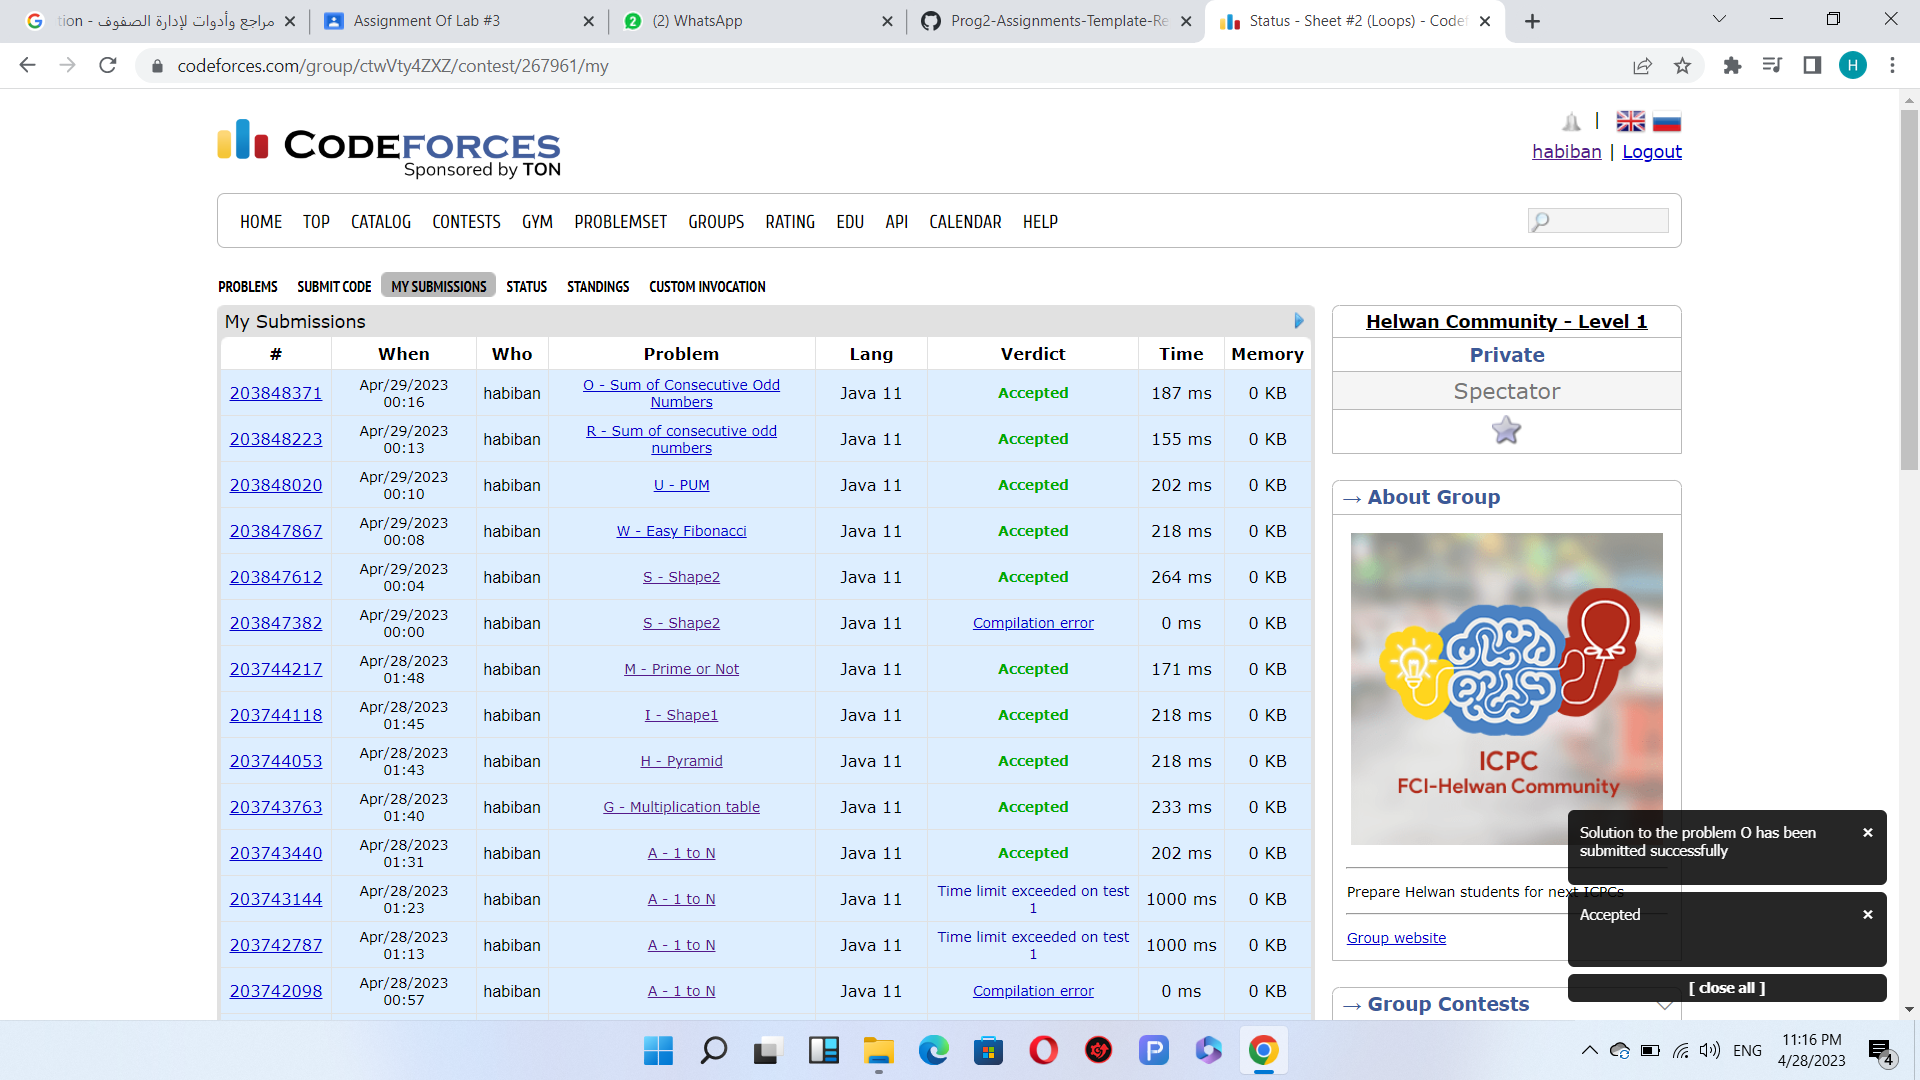 مراجع وأدوات لإدارة الصفوف - tion
Assignment Of Lab #3
(2) WhatsApp
Prog2-Assignments-Template-Re
Status - Sheet #2 (Loops) - Codef
codeforces.com/group/ctwVty4ZXZ/contest/267961/my
H
CODEFORCES
Sponsored by TON
habiban | Logout
HOME TOP CATALOG CONTESTS GYM PROBLEMSET GROUPS RATING EDU API CALENDAR HELP
PROBLEMS SUBMIT CODE MY SUBMISSIONS STATUS STANDINGS CUSTOM INVOCATION
My Submissions
# When Who Problem Lang Verdict Time Memory
203848371 Apr/29/2023 00:16 habiban O - Sum of Consecutive Odd Numbers Java 11 Accepted 187 ms 0 KB
203848223 Apr/29/2023 00:13 habiban R - Sum of consecutive odd numbers Java 11 Accepted 155 ms 0 KB
203848020 Apr/29/2023 00:10 habiban U - PUM Java 11 Accepted 202 ms 0 KB
203847867 Apr/29/2023 00:08 habiban W - Easy Fibonacci Java 11 Accepted 218 ms 0 KB
203847612 Apr/29/2023 00:04 habiban S - Shape2 Java 11 Accepted 264 ms 0 KB
203847382 Apr/29/2023 00:00 habiban S - Shape2 Java 11 Compilation error 0 ms 0 KB
203744217 Apr/28/2023 01:48 habiban M - Prime or Not Java 11 Accepted 171 ms 0 KB
203744118 Apr/28/2023 01:45 habiban I - Shape1 Java 11 Accepted 218 ms 0 KB
203744053 Apr/28/2023 01:43 habiban H - Pyramid Java 11 Accepted 218 ms 0 KB
203743763 Apr/28/2023 01:40 habiban G - Multiplication table Java 11 Accepted 233 ms 0 KB
203743440 Apr/28/2023 01:31 habiban A - 1 to N Java 11 Accepted 202 ms 0 KB
203743144 Apr/28/2023 01:23 habiban A - 1 to N Java 11 Time limit exceeded on test 1 1000 ms 0 KB
203742787 Apr/28/2023 01:13 habiban A - 1 to N Java 11 Time limit exceeded on test 1 1000 ms 0 KB
203742098 Apr/28/2023 00:57 habiban A - 1 to N Java 11 Compilation error 0 ms 0 KB
Helwan Community - Level 1
Private
Spectator
→ About Group
ICPC
FCI-Helwan Community
Prepare Helwan students for next ICPCs
Group website
→ Group Contests
Solution to the problem O has been
submitted successfully
Accepted
[ close all ]
ENG
11:16 PM
4/28/2023
4